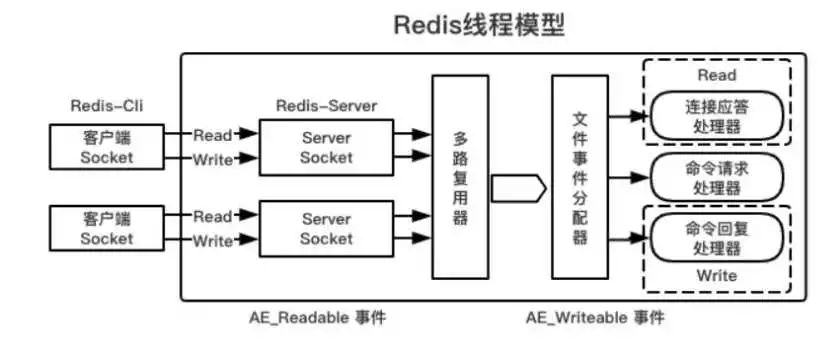 Redis线程模型
Redis-Cli
Redis-Server
客户端
Socket
Read
Write
Server
Socket
客户端
Socket
Read
Write
Server
Socket
多路复用器
文件事件分配器
Read
连接应答
处理器
命令请求
处理器
命令回复
处理器
Write
AE_Readable 事件
AE_Writeable 事件